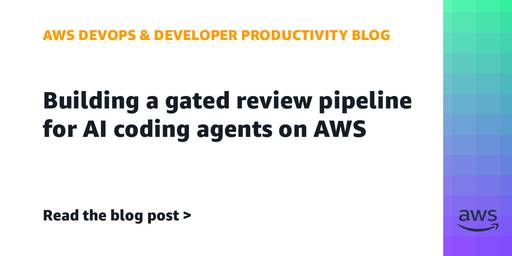 AWS DEVOPS & DEVELOPER PRODUCTIVITY BLOG
Building a gated review pipeline
for AI coding agents on AWS
Read the blog post >
aws